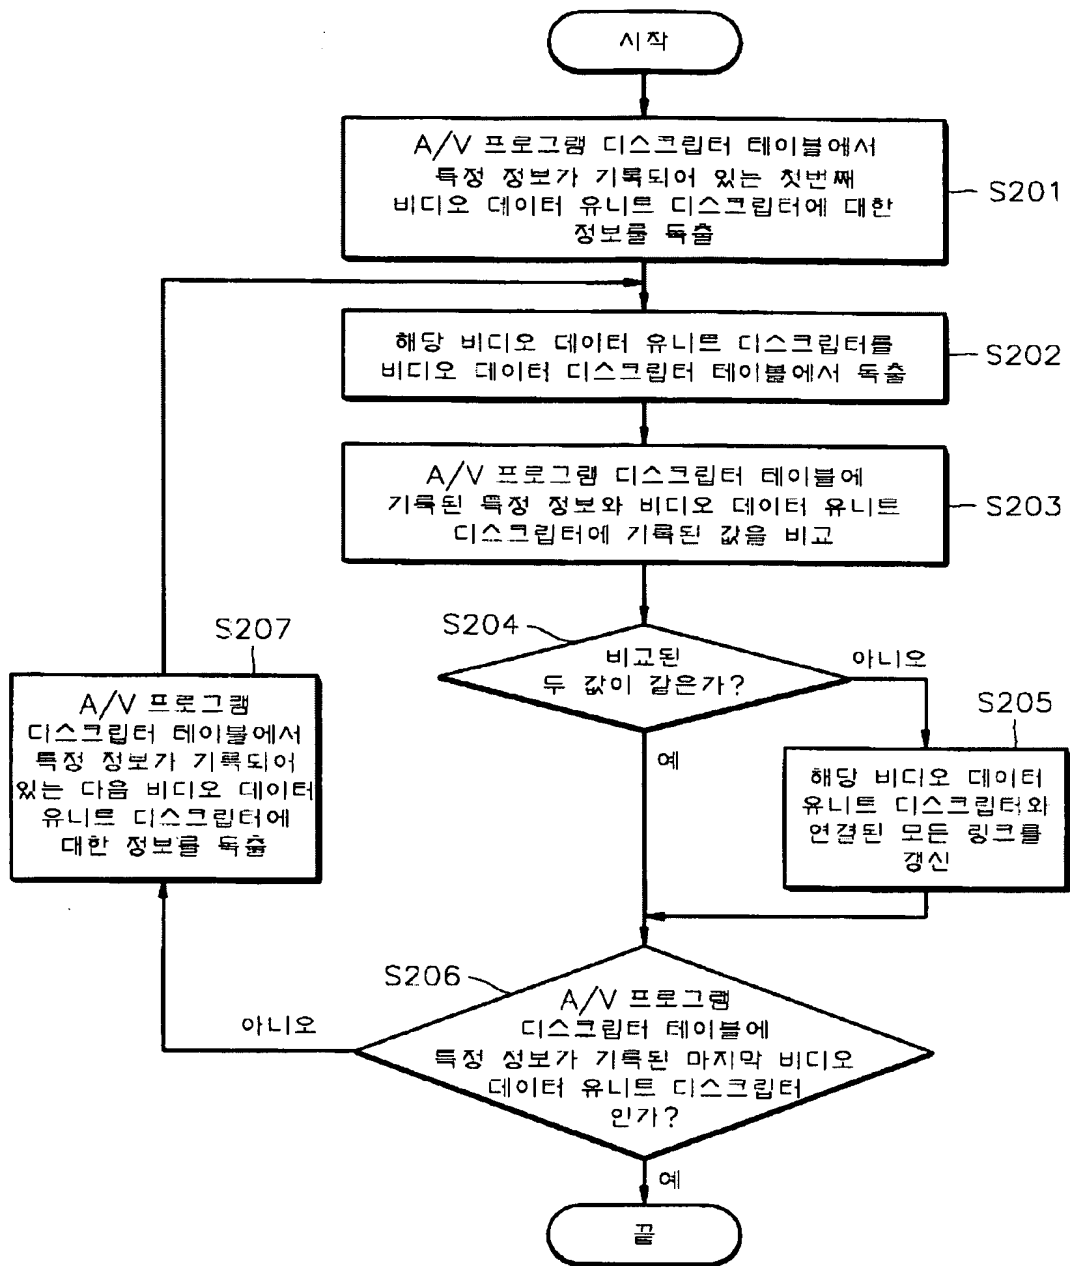 시작
A/V 프로그램 디스크립터 테이블에서
특정 정보가 기록되어 있는 첫번째
비디오 데이터 유니트 디스크립터에 대한
정보를 독출
S201
해당 비디오 데이터 유니트 디스크립터를
비디오 데이터 디스크립터 테이블에서 독출
S202
A/V 프로그램 디스크립터 테이블에
기록된 특정 정보와 비디오 데이터 유니트
디스크립터에 기록된 값을 비교
S203
S204
비교된
두 값이 같은가?
아니오
예
S205
해당 비디오 데이터
유니트 디스크립터와
연결된 모든 링크를
갱신
S207
A/V 프로그램
디스크립터 테이블에서
특정 정보가 기록되어
있는 다음 비디오 데이터
유니트 디스크립터에
대한 정보를 독출
S206
A/V 프로그램
디스크립터 테이블에
특정 정보가 기록된 마지막 비디오
데이터 유니트 디스크립터
인가?
아니오
예
끝